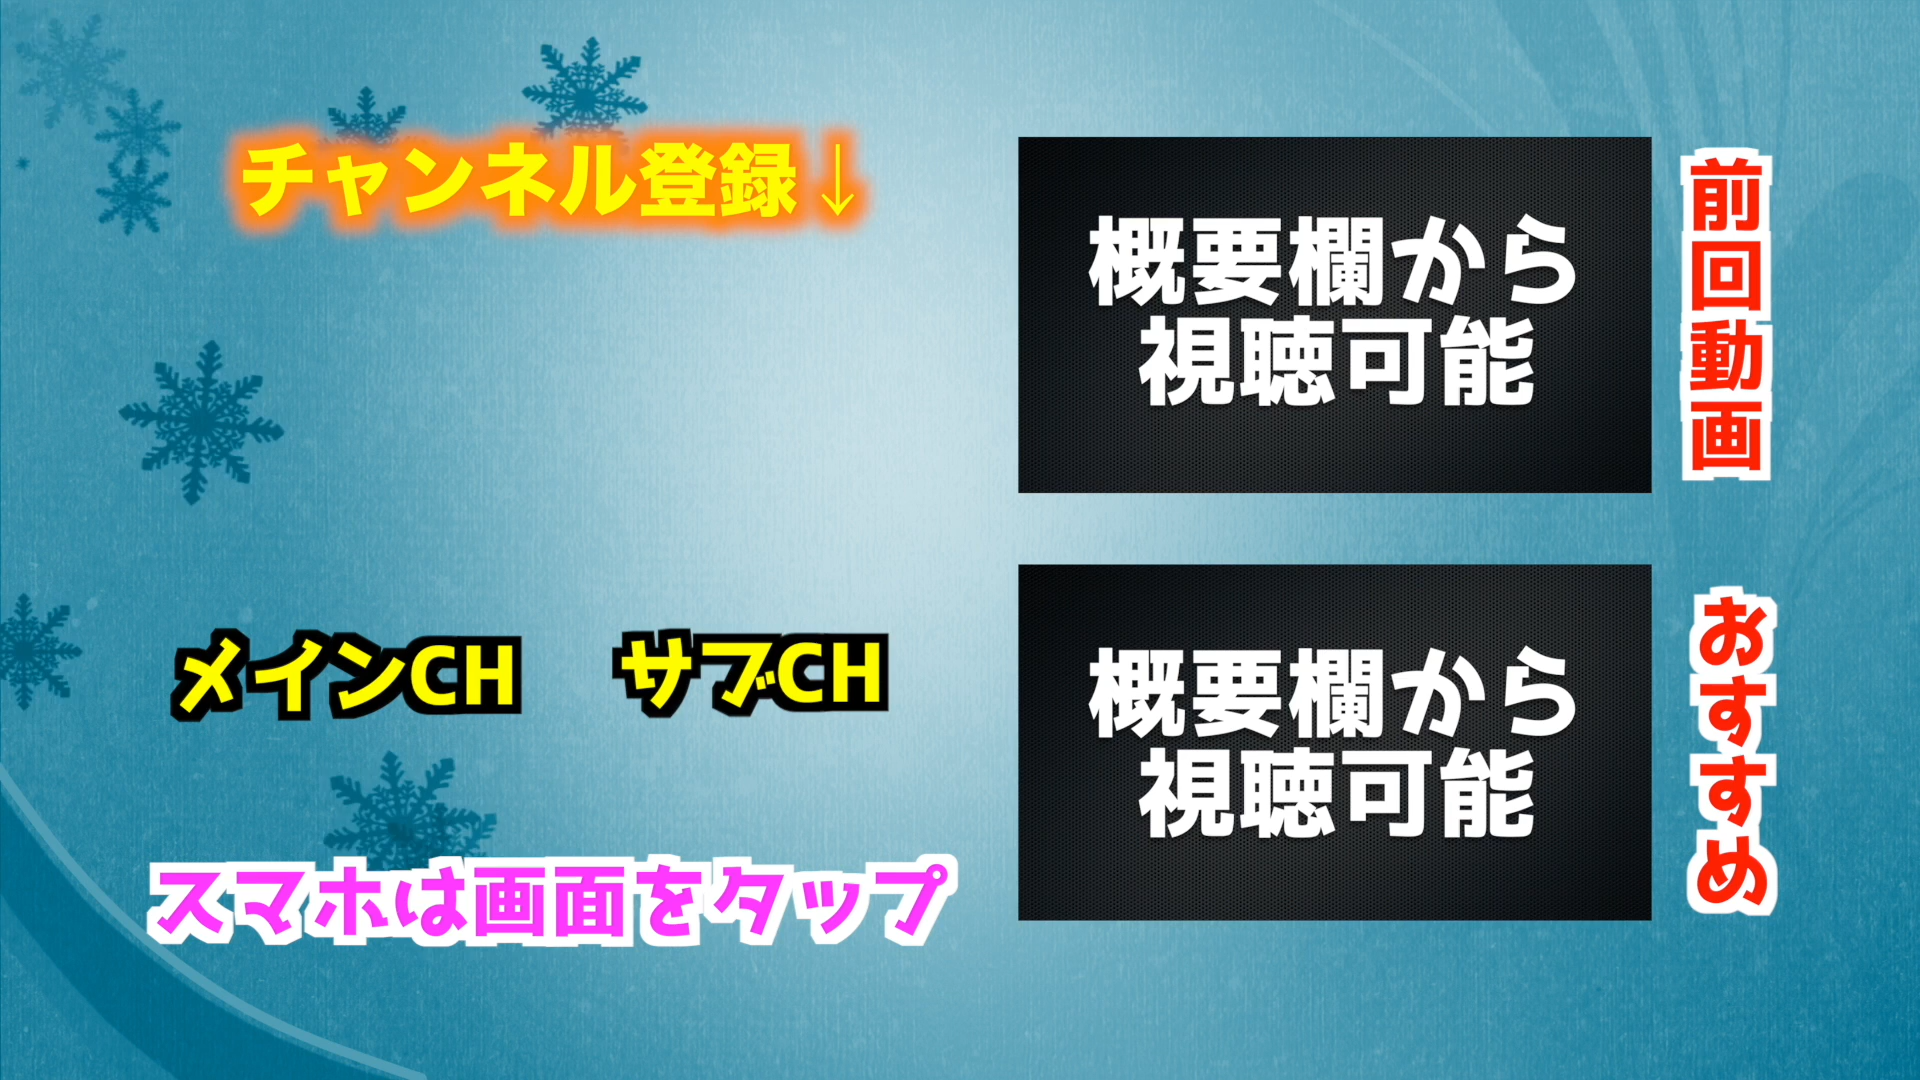 チャンネル登録↓
メインCH
サブCH
スマホは画面をタップ
概要欄から
視聴可能
前回動画
概要欄から
視聴可能
おすすめ